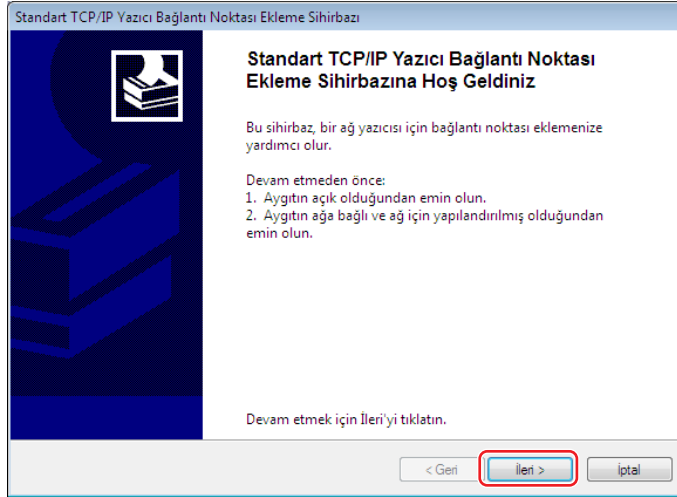 Standart TCP/IP Yazıcı Bağlantı Noktası Ekleme Sihirbazı
Standart TCP/IP Yazıcı Bağlantı Noktası
Ekleme Sihirbazına Hoş Geldiniz
Bu sihirbaz, bir ağ yazıcısı için bağlantı noktası eklemenize
yardımcı olur.
Devam etmeden önce:
1. Aygıtın açık olduğundan emin olun.
2. Aygıtın ağa bağlı ve ağ için yapılandırılmış olduğundan
emin olun.
Devam etmek için İleri'yi tıklatın.
< Geri İleri > İptal